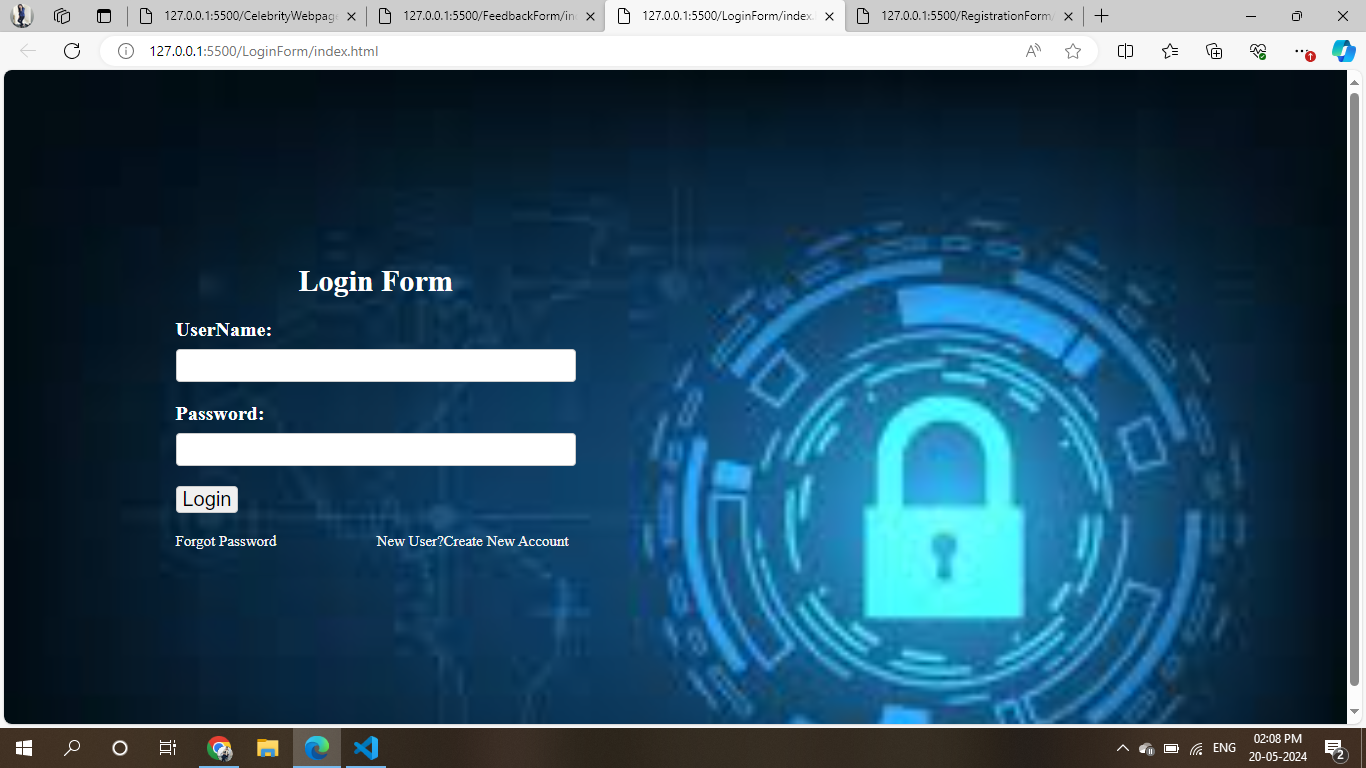 127.0.0.1:5500/CelebrityWebpage
127.0.0.1:5500/FeedbackForm/in
127.0.0.1:5500/LoginForm/index.
127.0.0.1:5500/RegistrationForm/
127.0.0.1:5500/LoginForm/index.html
Login Form
UserName:
Password:
Login
Forgot Password
New User?Create New Account
ENG
02:08 PM
20-05-2024
2